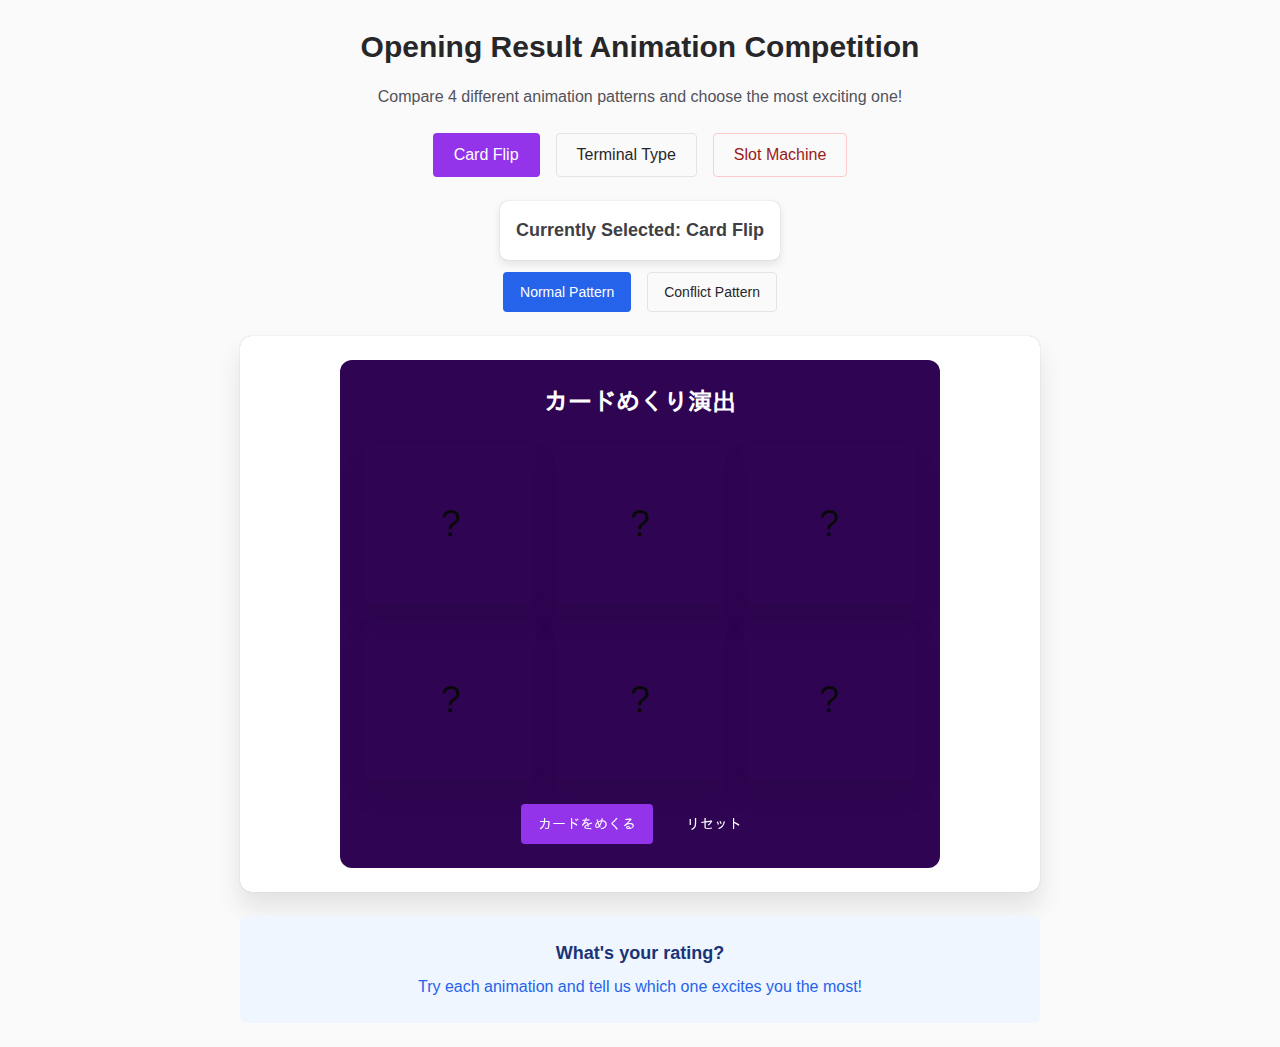 Opening Result Animation Competition
Compare 4 different animation patterns and choose the most exciting one!
Card Flip
Terminal Type
Slot Machine
Currently Selected: Card Flip
Normal Pattern
Conflict Pattern
カードめくり演出
?
?
?
?
?
?
カードをめくる
リセット
What's your rating?
Try each animation and tell us which one excites you the most!